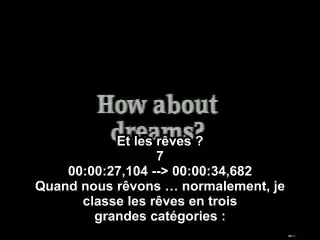 How about
dreams?
Et les rêves ?
7
00:00:27,104 --> 00:00:34,682
Quand nous rêvons … normalement, je
classe les rêves en trois
grandes catégories :